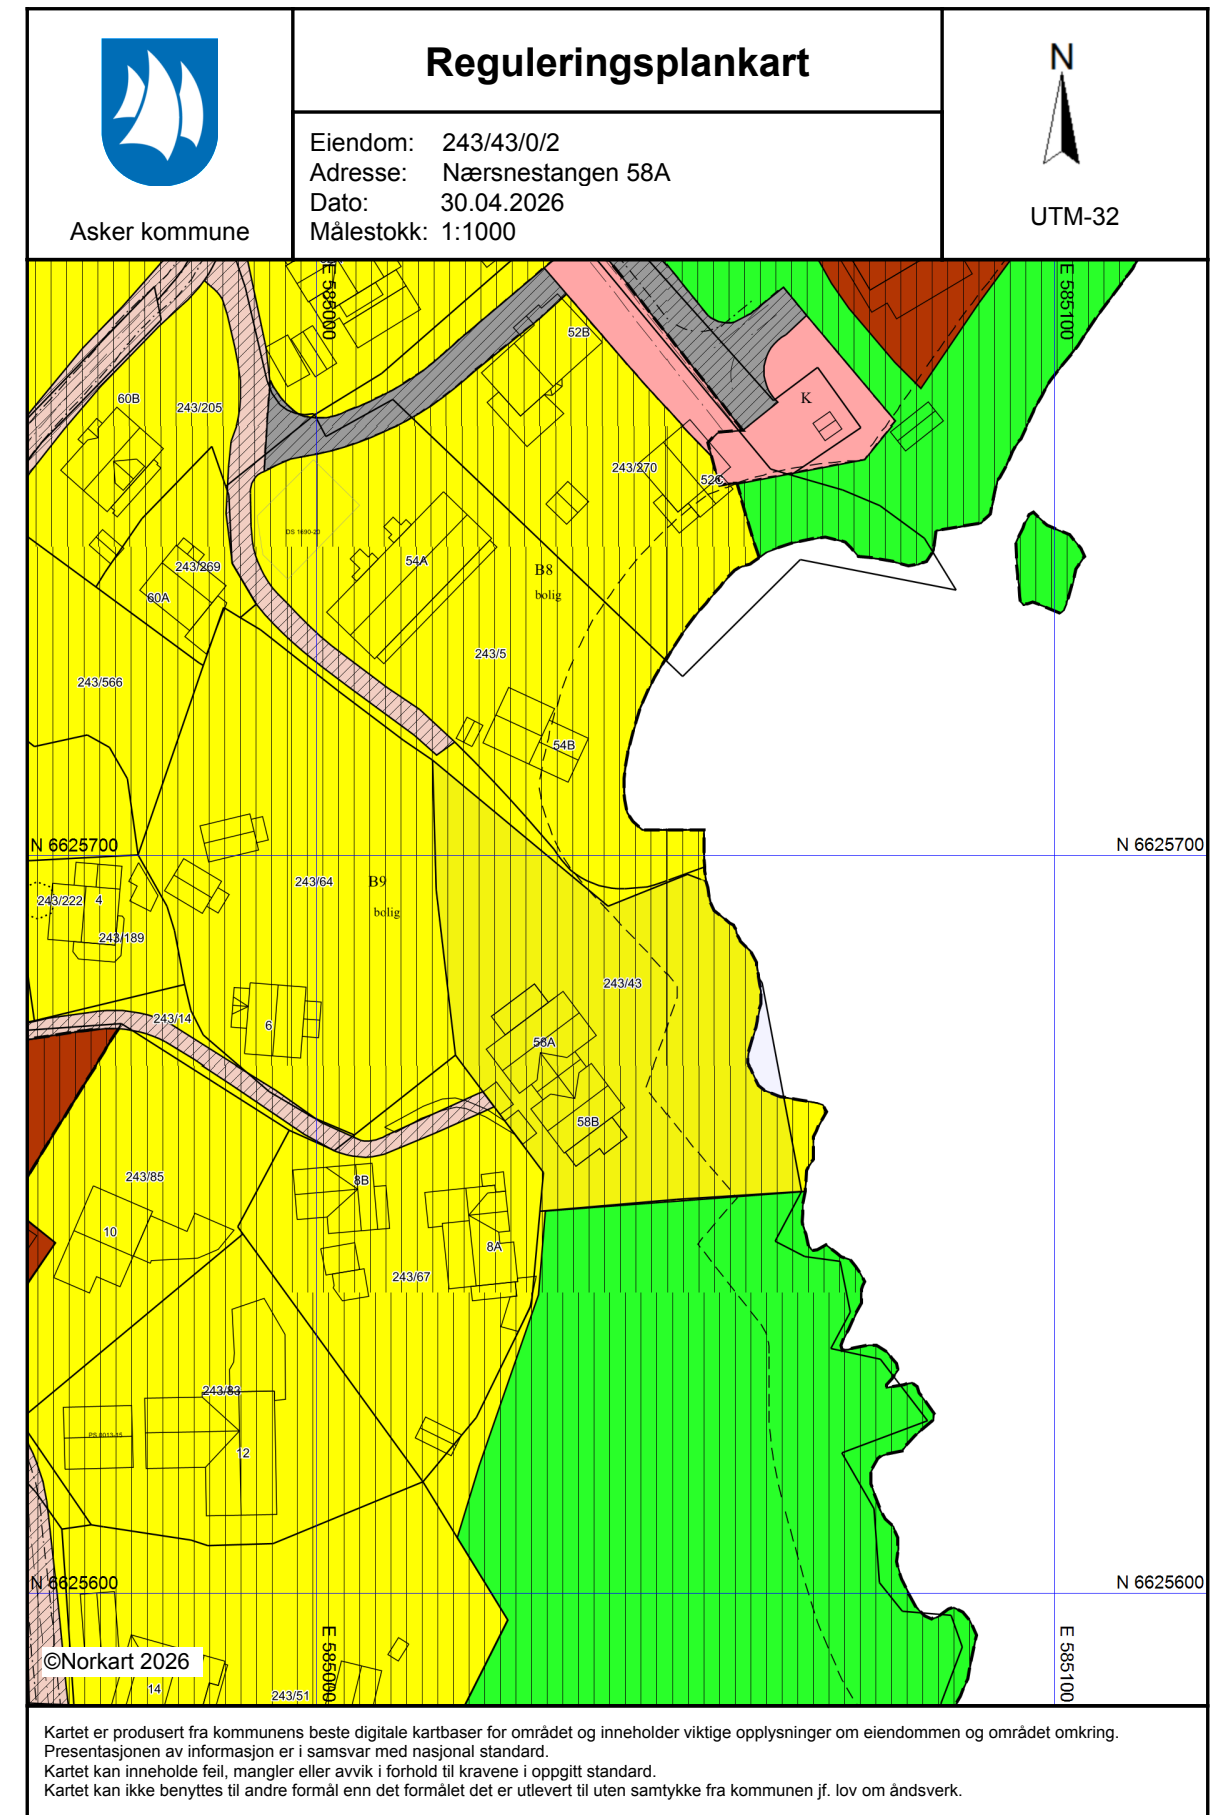 Reguleringsplankart
Eiendom: 243/43/0/2
Adresse: Nærsnestangen 58A
Dato: 30.04.2026
Målestokk: 1:1000
Asker kommune
N
UTM-32
E 585000
E 585100
52B
60B
243/205
K
243/270
52C
DS 1690-20
54A
243/269
B8
60A
bolig
243/5
243/566
54B
N 6625700
N 6625700
243/64
B9
243/222
4
bolig
243/189
243/43
243/14
6
58A
58B
243/85
8B
10
8A
243/67
243/83
12
N 6625600
N 6625600
E 585000
E 585100
©Norkart 2026
14
243/51
Kartet er produsert fra kommunens beste digitale kartbaser for området og inneholder viktige opplysninger om eiendommen og området omkring.
Presentasjonen av informasjon er i samsvar med nasjonal standard.
Kartet kan inneholde feil, mangler eller avvik i forhold til kravene i oppgitt standard.
Kartet kan ikke benyttes til andre formål enn det formålet det er utlevert til uten samtykke fra kommunen jf. lov om åndsverk.